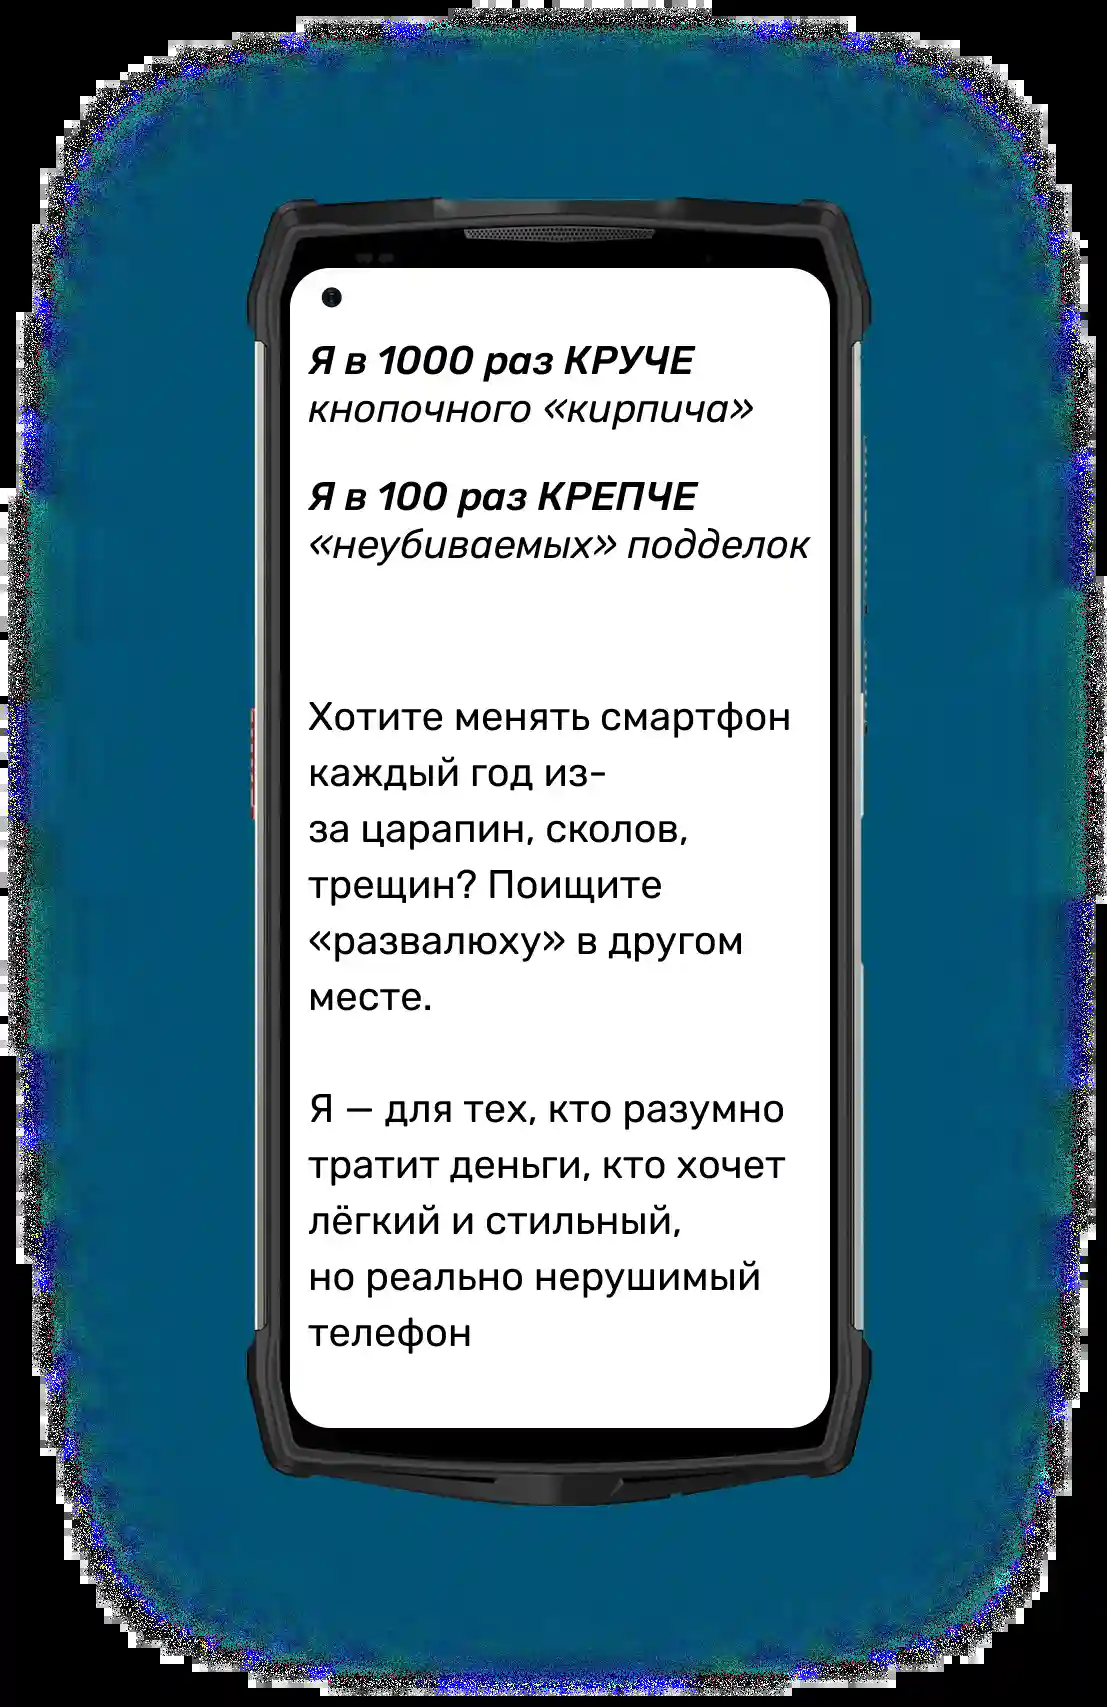 Я в 1000 раз КРУЧЕ
кнопочного «кирпича»
Я в 100 раз КРЕПЧЕ
«неубиваемых» подделок
Хотите менять смартфон
каждый год из-
за царапин, сколов,
трещин? Поищите
«развалюху» в другом
месте.
Я — для тех, кто разумно
тратит деньги, кто хочет
лёгкий и стильный,
но реально нерушимый
телефон